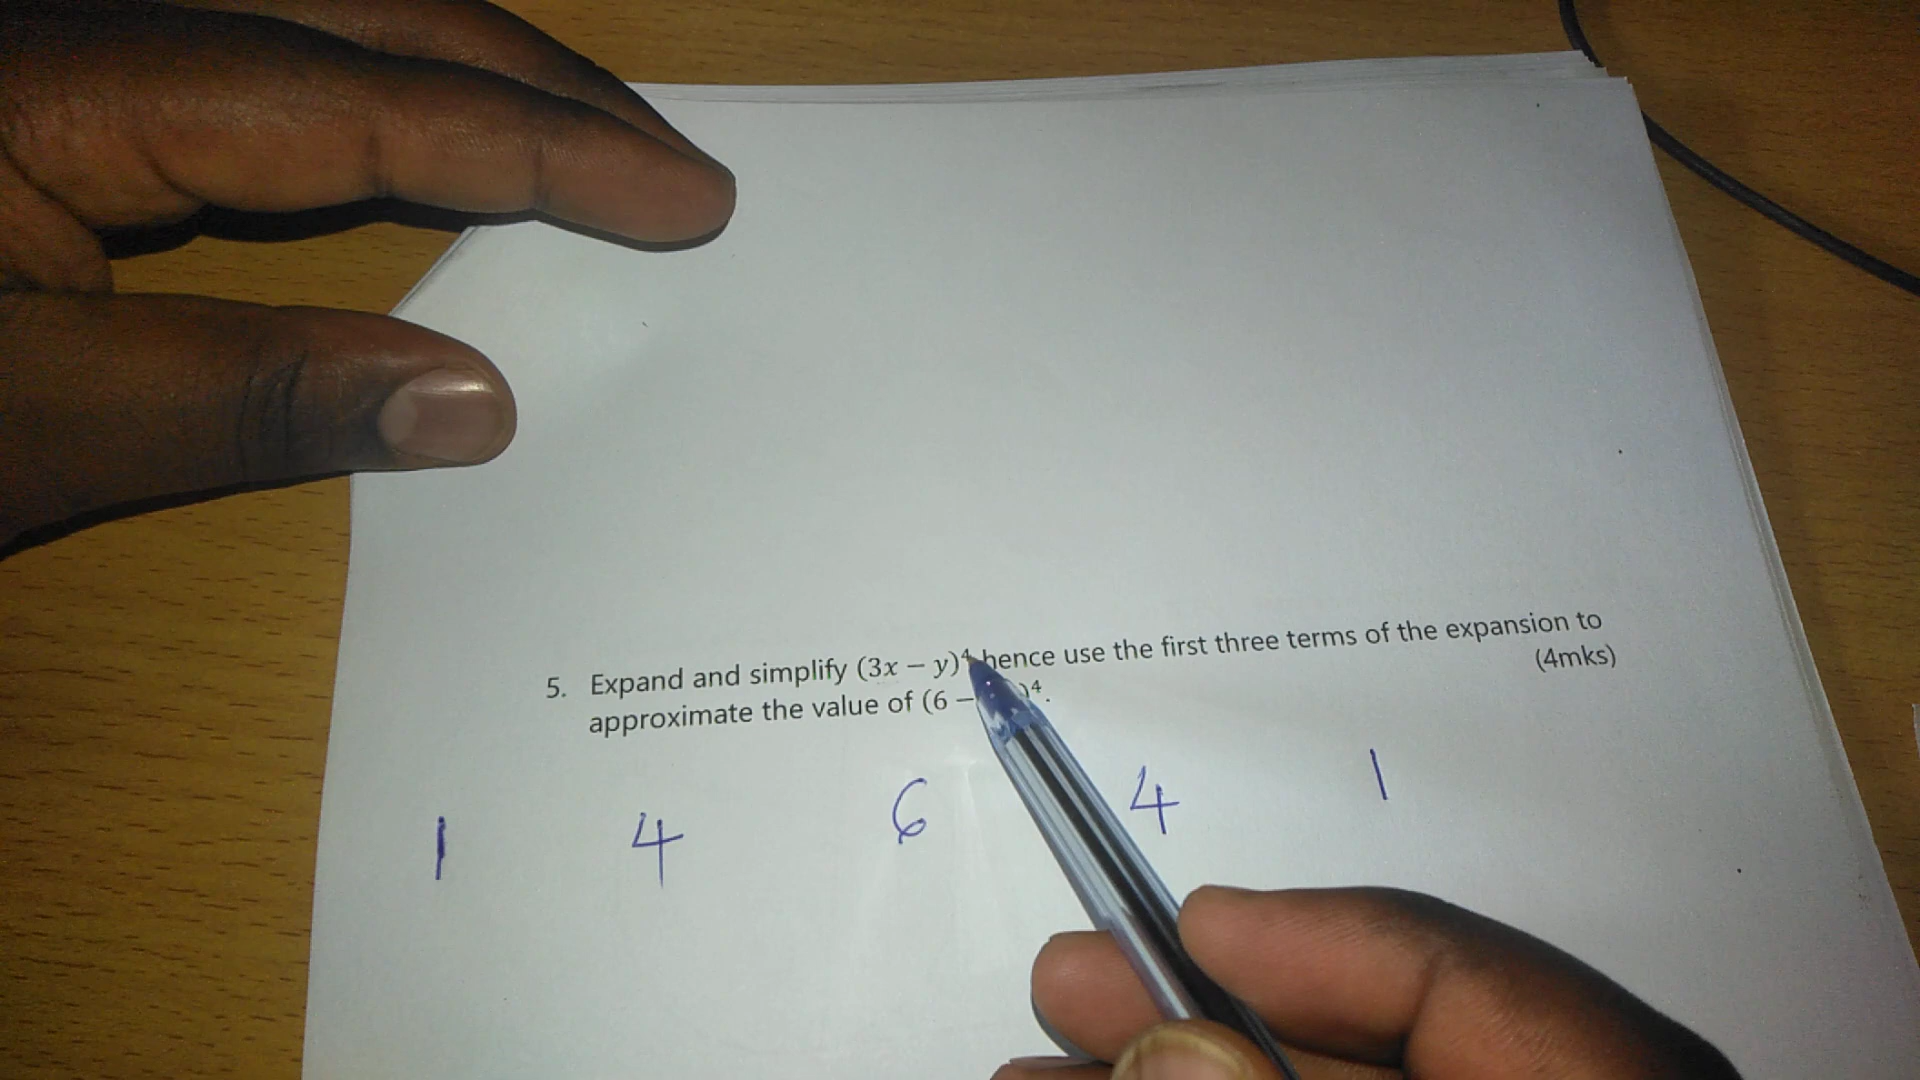 5. Expand and simplify (3x − y)⁴ hence use the first three terms of the expansion to
approximate the value of (6 − )⁴.
(4mks)
1 4 6 4 1